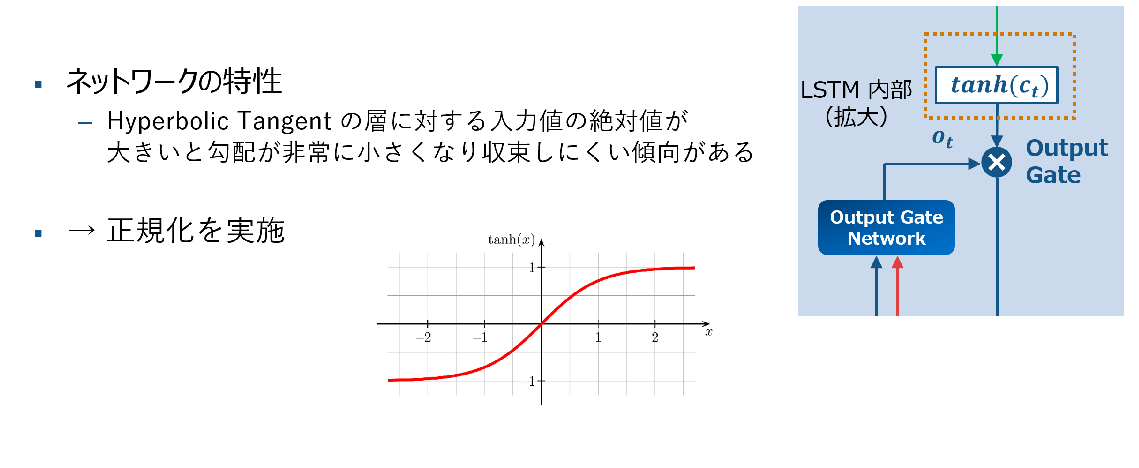 ▪ ネットワークの特性
– Hyperbolic Tangent の層に対する入力値の絶対値が
大きいと勾配が非常に小さくなり収束しにくい傾向がある
▪ → 正規化を実施
tanh(x)
1
−2
−1
1
2
x
1
LSTM 内部
（拡大）
tanh(cₜ)
oₜ
×
Output
Gate
Output Gate
Network